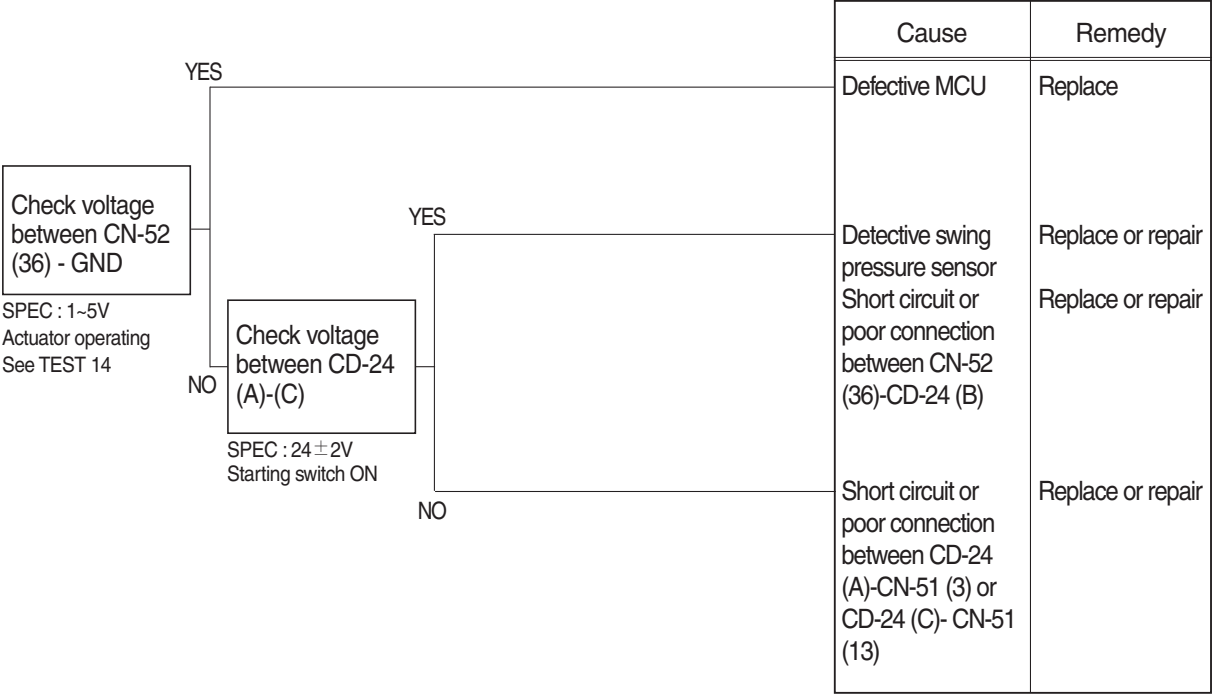 Cause Remedy
YES
Defective MCU Replace
Check voltage
between CN-52
(36) - GND
SPEC : 1~5V
Actuator operating
See TEST 14
YES
Detective swing Replace or repair
pressure sensor
Short circuit or Replace or repair
poor connection
between CN-52
(36)-CD-24 (B)
NO
Check voltage
between CD-24
(A)-(C)
SPEC : 24±2V
Starting switch ON
NO
Short circuit or Replace or repair
poor connection
between CD-24
(A)-CN-51 (3) or
CD-24 (C)- CN-51
(13)